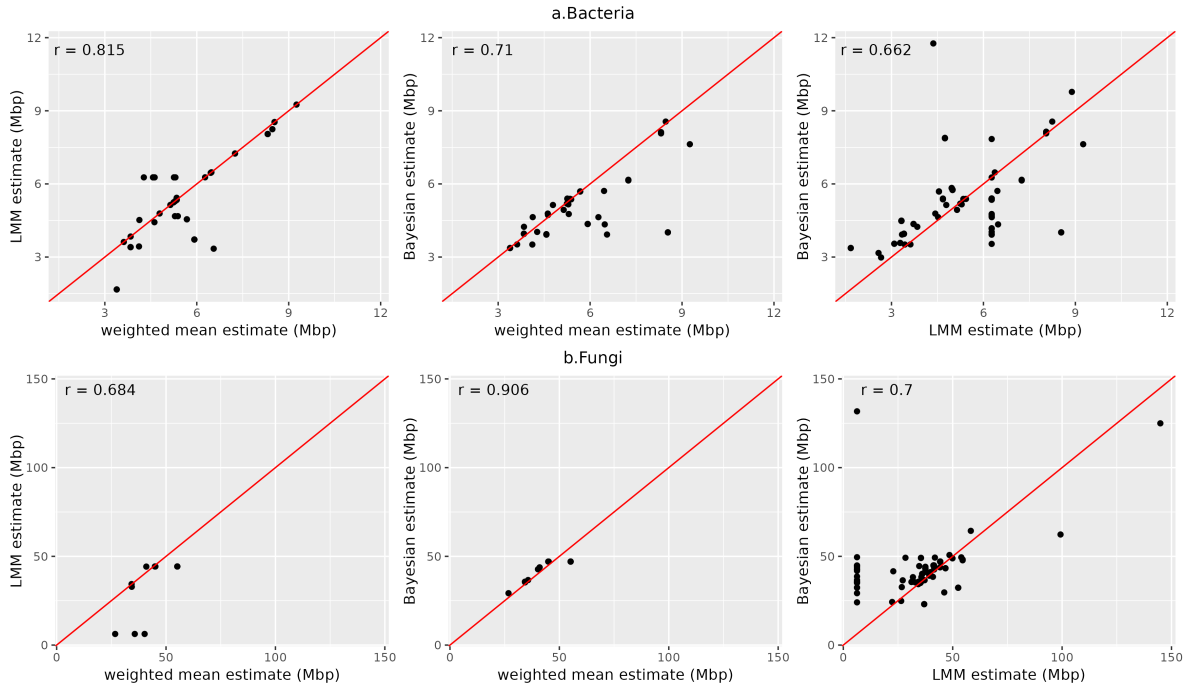 a.Bacteria
r = 0.815
12
9
6
3
LMM estimate (Mbp)
3
6
9
12
weighted mean estimate (Mbp)
r = 0.71
12
9
6
3
Bayesian estimate (Mbp)
3
6
9
12
weighted mean estimate (Mbp)
r = 0.662
12
9
6
3
Bayesian estimate (Mbp)
3
6
9
12
LMM estimate (Mbp)
b.Fungi
r = 0.684
150
100
50
0
LMM estimate (Mbp)
0
50
100
150
weighted mean estimate (Mbp)
r = 0.906
150
100
50
0
Bayesian estimate (Mbp)
0
50
100
150
weighted mean estimate (Mbp)
r = 0.7
150
100
50
0
Bayesian estimate (Mbp)
0
50
100
150
LMM estimate (Mbp)